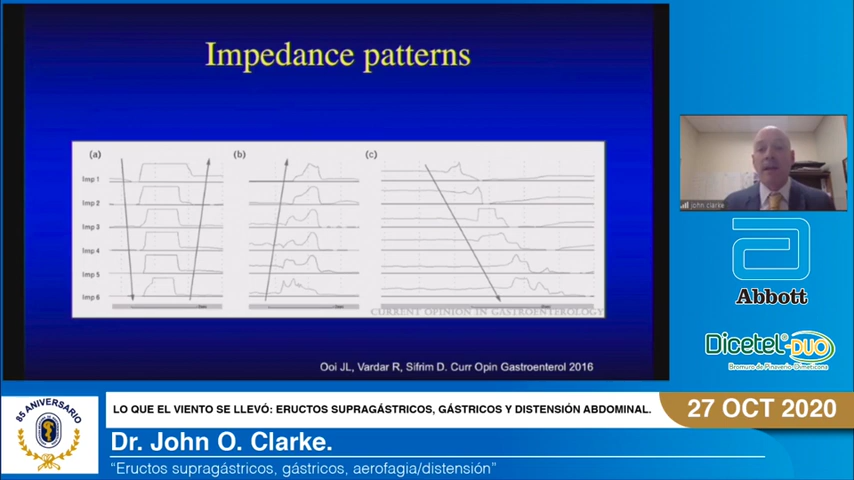 Impedance patterns
(a)
(b)
(c)
Imp 1
Imp 2
Imp 3
Imp 4
Imp 5
Imp 6
CURRENT OPINION IN GASTROENTEROLOGY
Ooi JL, Vardar R, Sifrim D. Curr Opin Gastroenterol 2016
john clarke
Abbott
Dicetel®-DUO
Bromuro de Pinaverio-Dimeticona
85 ANIVERSARIO
LO QUE EL VIENTO SE LLEVÓ: ERUCTOS SUPRAGÁSTRICOS, GÁSTRICOS Y DISTENSIÓN ABDOMINAL.
27 OCT 2020
Dr. John O. Clarke.
“Eructos supragástricos, gástricos, aerofagia/distensión”